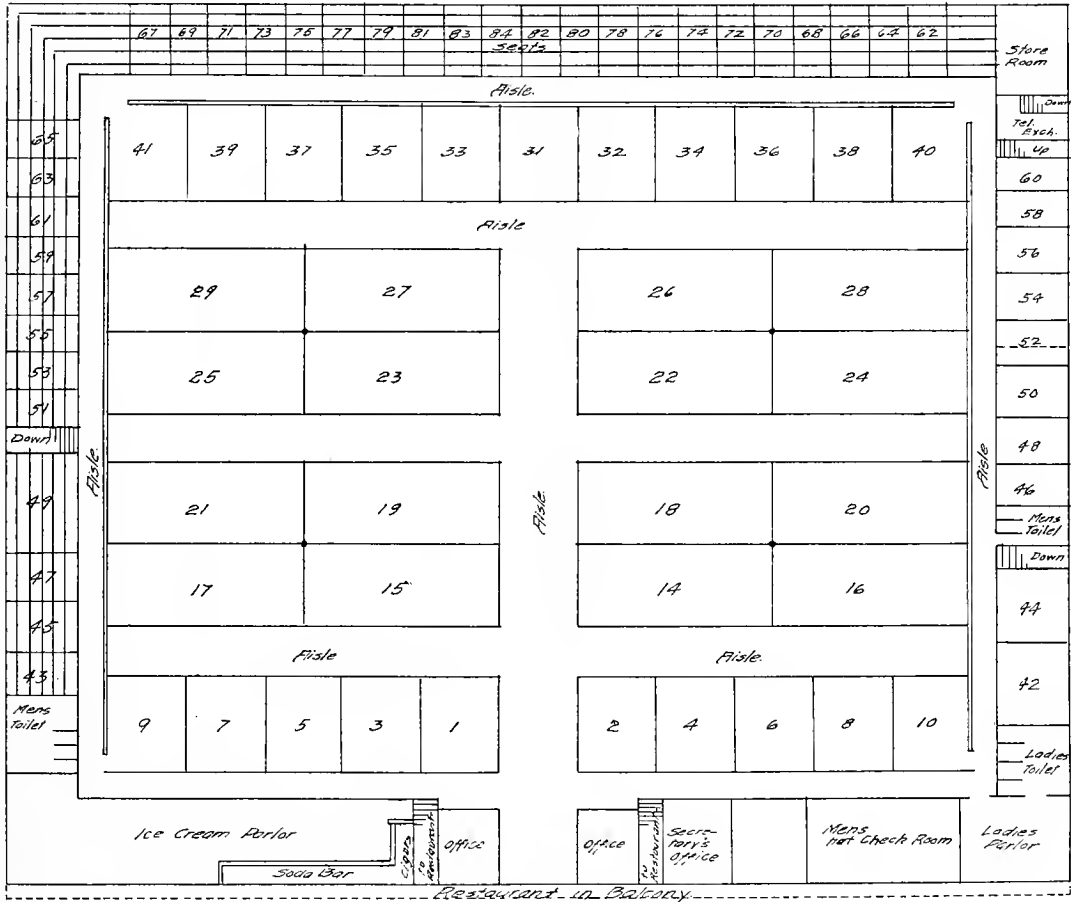 67 69 71 73 75 77 79 81 83 84 82 80 78 76 74 72 70 68 66 64 62
Seats
Store
Room
Aisle.
Down
Tel.
Exch.
Up
65
63
61
59
57
55
53
51
Down
49
47
45
43
Mens
Toilet
41 39 37 35 33 31 32 34 36 38 40
Aisle
29 27 26 28
25 23 22 24
Aisle.
Aisle.
Aisle
21 19 18 20
17 15 14 16
Aisle
Aisle.
9 7 5 3 1 2 4 6 8 10
60
58
56
54
52
50
48
46
Mens
Toilet
Down
44
42
Ladies
Toilet
Ice Cream Parlor
Soda Bar
Cigars
To
Restaurant
Office
Office
To
Restaurant
Secre-
tary's
Office
Mens
Hat Check Room
Ladies
Parlor
Restaurant in Balcony